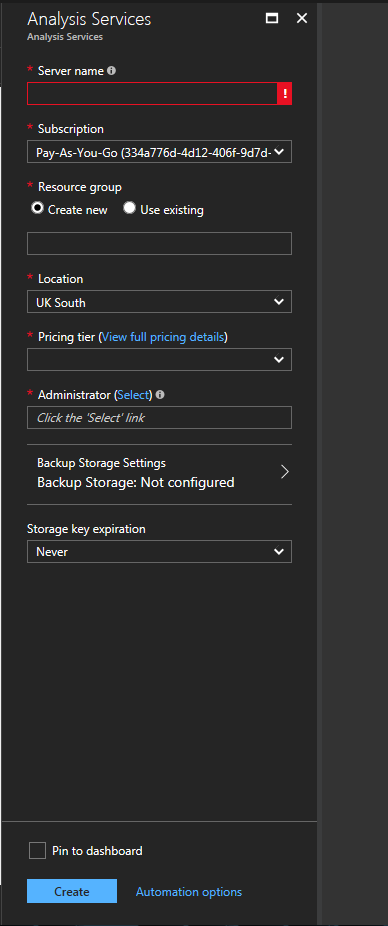 Analysis Services
Analysis Services
* Server name
!
* Subscription
Pay-As-You-Go (334a776d-4d12-406f-9d7d-
* Resource group
Create new Use existing
* Location
UK South
* Pricing tier (View full pricing details)
* Administrator (Select)
Click the 'Select' link
Backup Storage Settings
Backup Storage: Not configured
Storage key expiration
Never
Pin to dashboard
Create Automation options